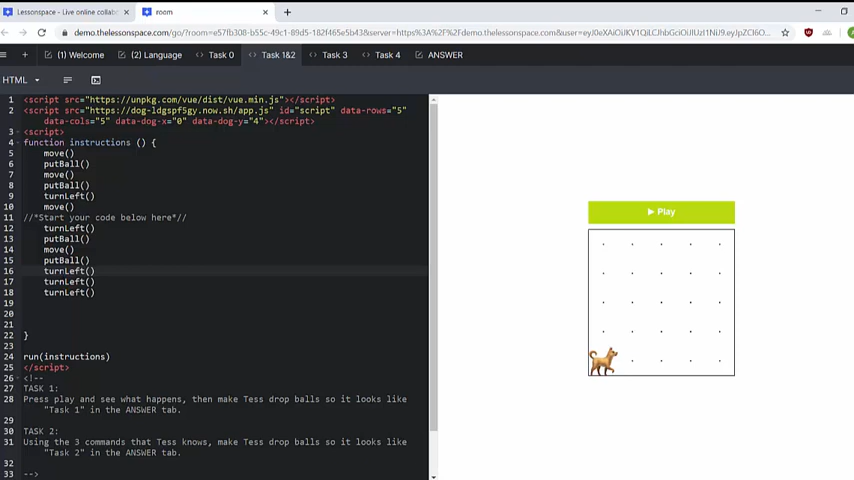 Lessonspace - Live online collab
room
demo.thelessonspace.com/go/?room=e57fb308-b55c-49c1-89d5-182f465e5b43&server=https%3A%2F%2Fdemo.thelessonspace.com%2F&user=eyJ0eXAiOiJKV1QiLCJhbGciOiJIUzI1NiJ9.eyJpZCI6O...
(1) Welcome
(2) Language
Task 0
Task 1&2
Task 3
Task 4
ANSWER
HTML
1 <script src="https://unpkg.com/vue/dist/vue.min.js"></script>
2 <script src="https://dog-ldgspf5gy.now.sh/app.js" id="script" data-rows="5"
data-cols="5" data-dog-x="0" data-dog-y="4"></script>
3 <script>
4 function instructions () {
5 move()
6 putBall()
7 move()
8 putBall()
9 turnLeft()
10 move()
11 //*Start your code below here*//
12 turnLeft()
13 putBall()
14 move()
15 putBall()
16 turnLeft()
17 turnLeft()
18 turnLeft()
19
20
21
22 }
23
24 run(instructions)
25 </script>
26 <!--
27 TASK 1:
28 Press play and see what happens, then make Tess drop balls so it looks like
"Task 1" in the ANSWER tab.
29
30 TASK 2:
31 Using the 3 commands that Tess knows, make Tess drop balls so it looks like
"Task 2" in the ANSWER tab.
32
33 -->
Play